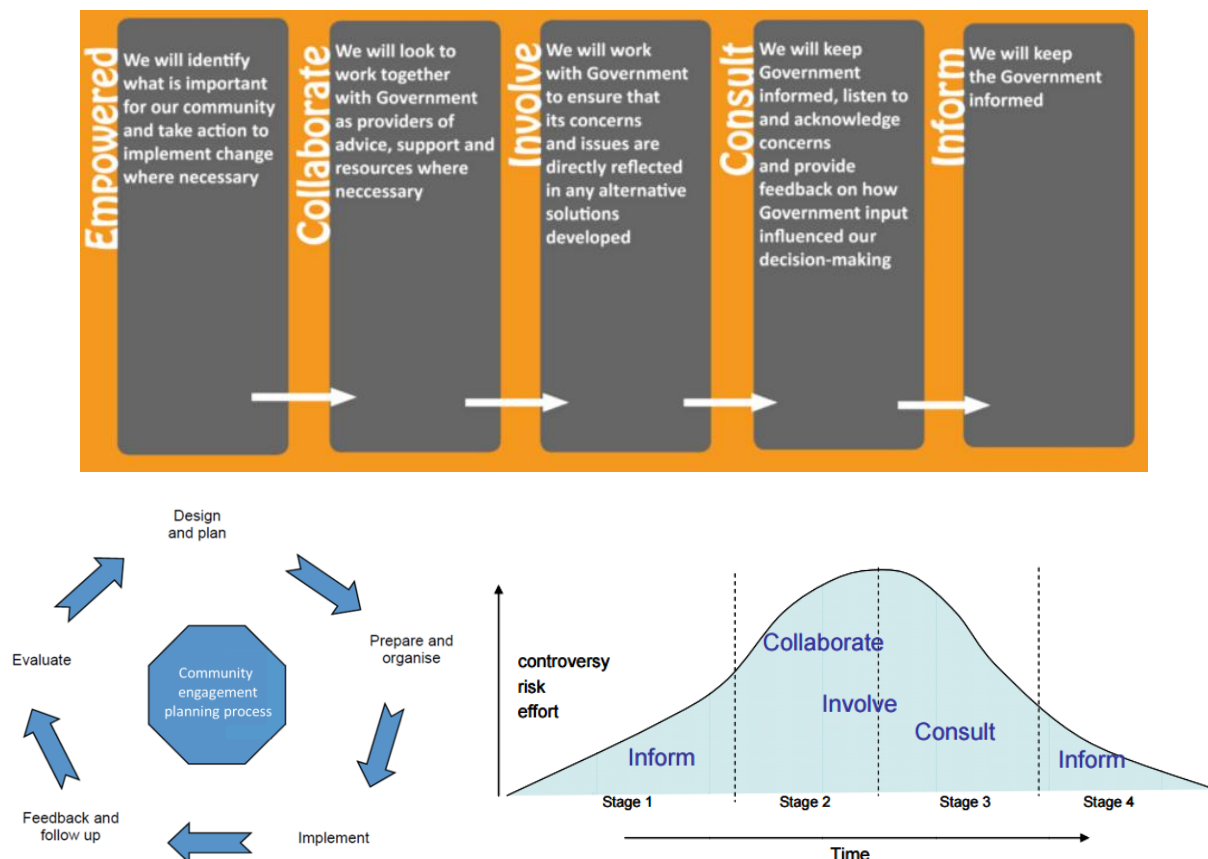 Empowered
We will identify
what is important
for our community
and take action to
implement change
where necessary
Collaborate
We will look to
work together
with Government
as providers of
advice, support and
resources where
neccessary
Involve
We will work
with Government
to ensure that
its concerns
and issues are
directly reflected
in any alternative
solutions
developed
Consult
We will keep
Government
informed, listen to
and acknowledge
concerns
and provide
feedback on how
Government input
influenced our
decision-making
Inform
We will keep
the Government
informed
Design
and plan
Prepare and
organise
Implement
Feedback and
follow up
Evaluate
Community
engagement
planning process
controversy
risk
effort
Inform
Collaborate
Involve
Consult
Inform
Stage 1
Stage 2
Stage 3
Stage 4
Time